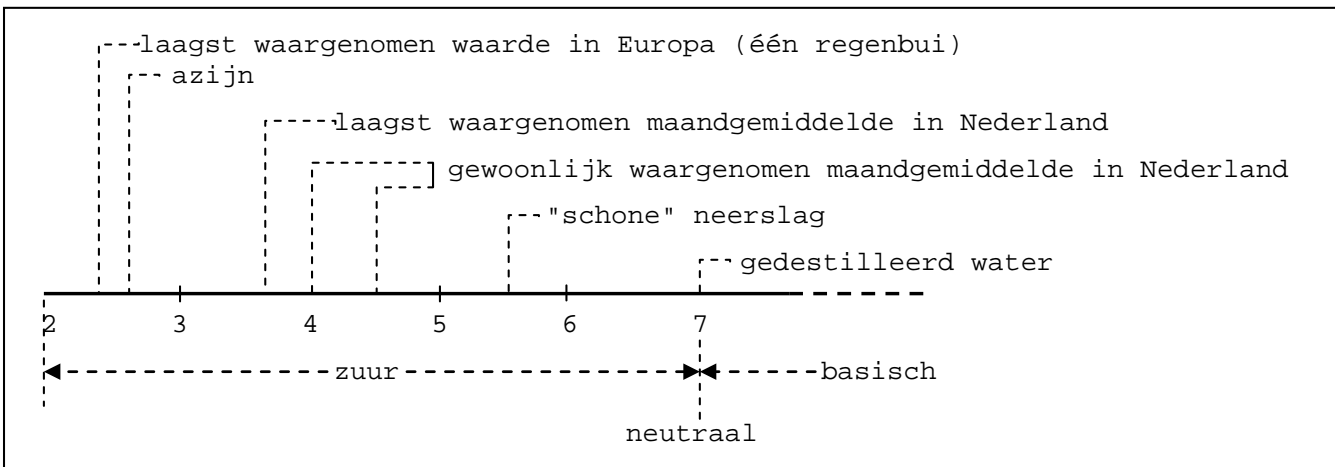 laagst waargenomen waarde in Europa (één regenbui)
azijn
laagst waargenomen maandgemiddelde in Nederland
gewoonlijk waargenomen maandgemiddelde in Nederland
"schone" neerslag
gedestilleerd water
2 3 4 5 6 7
zuur basisch
neutraal